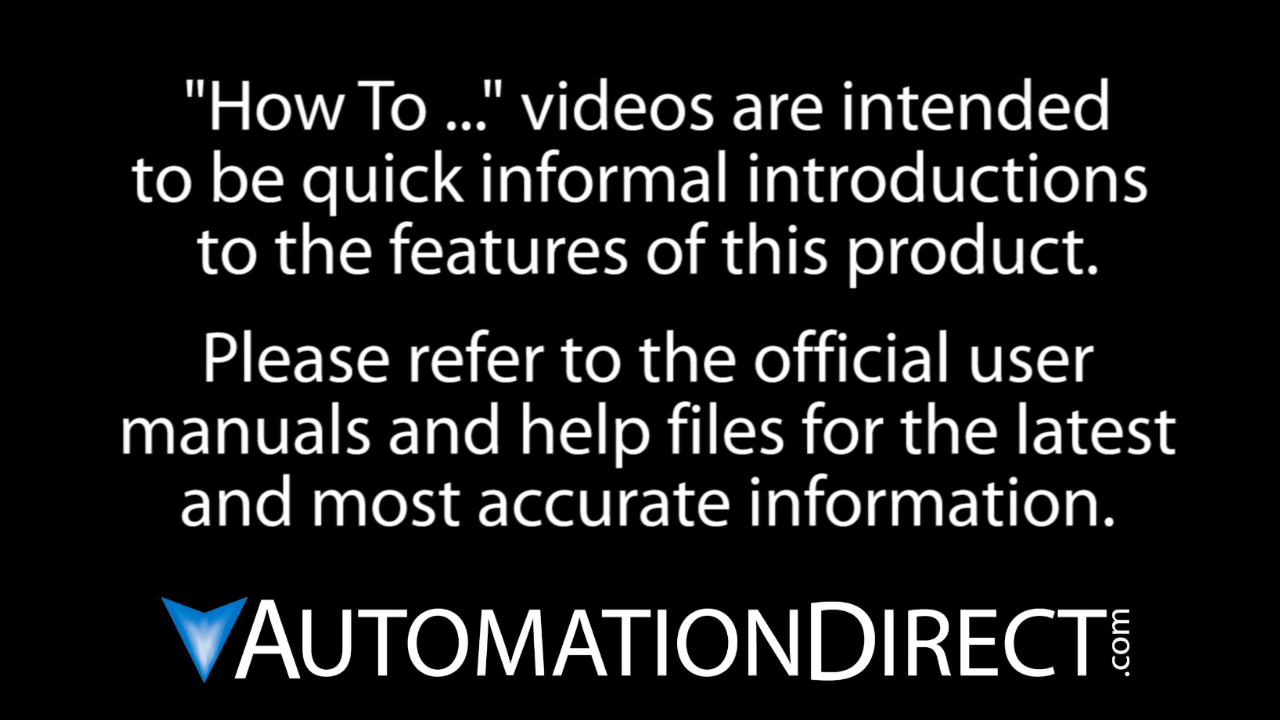 "How To ..." videos are intended
to be quick informal introductions
to the features of this product.
Please refer to the official user
manuals and help files for the latest
and most accurate information.
AUTOMATIONDIRECT.com